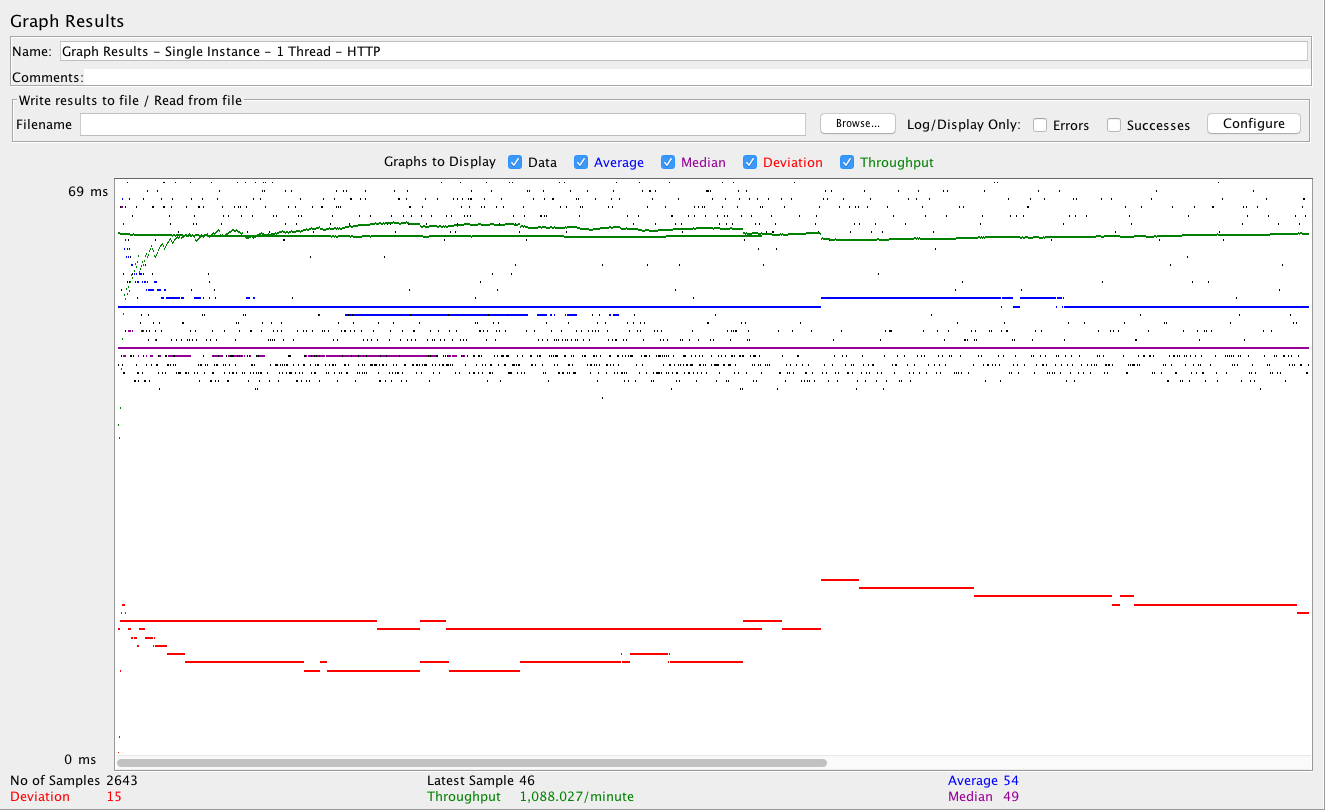 Graph Results
Name: Graph Results - Single Instance - 1 Thread - HTTP
Comments:
Write results to file / Read from file
Filename Browse... Log/Display Only: Errors Successes Configure
Graphs to Display Data Average Median Deviation Throughput
69 ms
0 ms
No of Samples 2643 Latest Sample 46 Average 54
Deviation 15 Throughput 1,088.027/minute Median 49